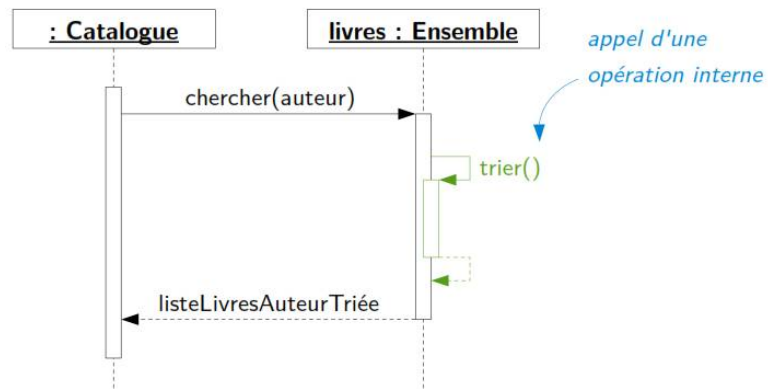 : Catalogue
livres : Ensemble
appel d'une
opération interne
chercher(auteur)
trier()
listeLivresAuteurTriée